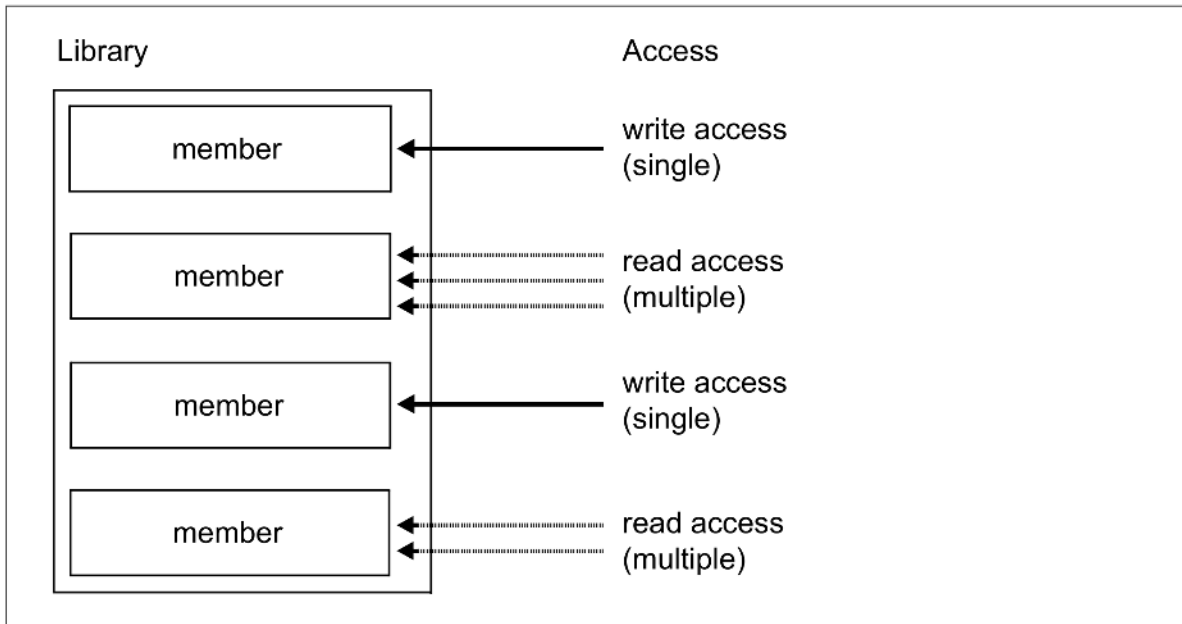 Library
Access
member
write access
(single)
member
read access
(multiple)
member
write access
(single)
member
read access
(multiple)